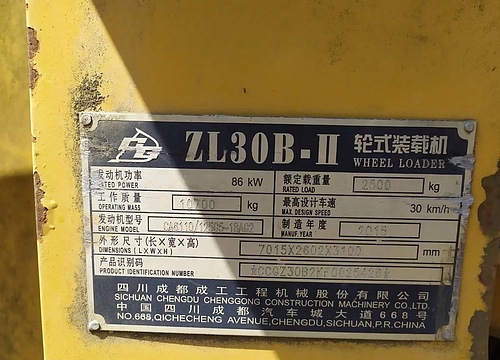 ZL30B-II 轮式装载机
WHEEL LOADER
发动机功率 86 kW 额定载重量 2500 kg
RATED POWER RATED LOAD
工作质量 10700 kg 最高设计车速 30 km/h
OPERATING MASS MAX. DESIGN SPEED
发动机型号 制造年度 2015
ENGINE MODEL MANUF. YEAR
外形尺寸(长×宽×高) 7015X2602X3100 mm
DIMENSIONS (L×W×H)
产品识别码
PRODUCT IDENTIFICATION NUMBER
四川成都成工工程机械股份有限公司
SICHUAN CHENGDU CHENGGONG CONSTRUCTION MACHINERY CO.,LTD.
中国四川成都汽车城大道668号
NO.668,QICHECHENG AVENUE,CHENGDU,SICHUAN,P.R.CHINA